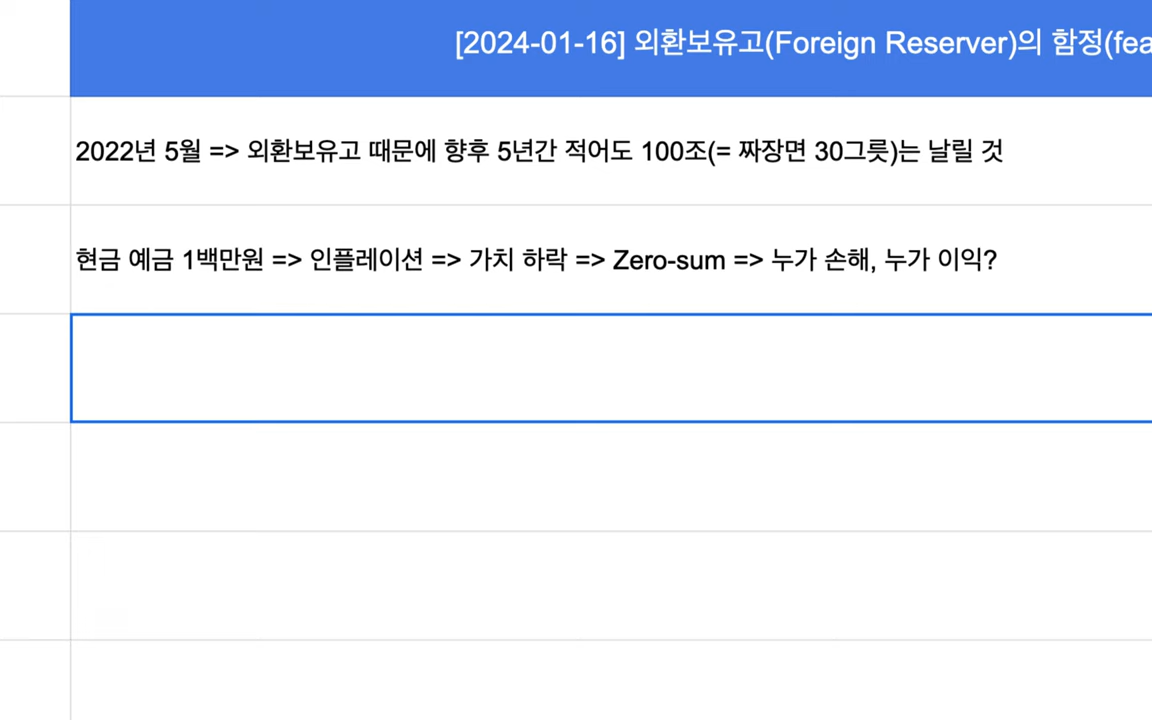 [2024-01-16] 외환보유고(Foreign Reserver)의 함정(fea
2022년 5월 => 외환보유고 때문에 향후 5년간 적어도 100조(= 짜장면 30그릇)는 날릴 것
현금 예금 1백만원 => 인플레이션 => 가치 하락 => Zero-sum => 누가 손해, 누가 이익?